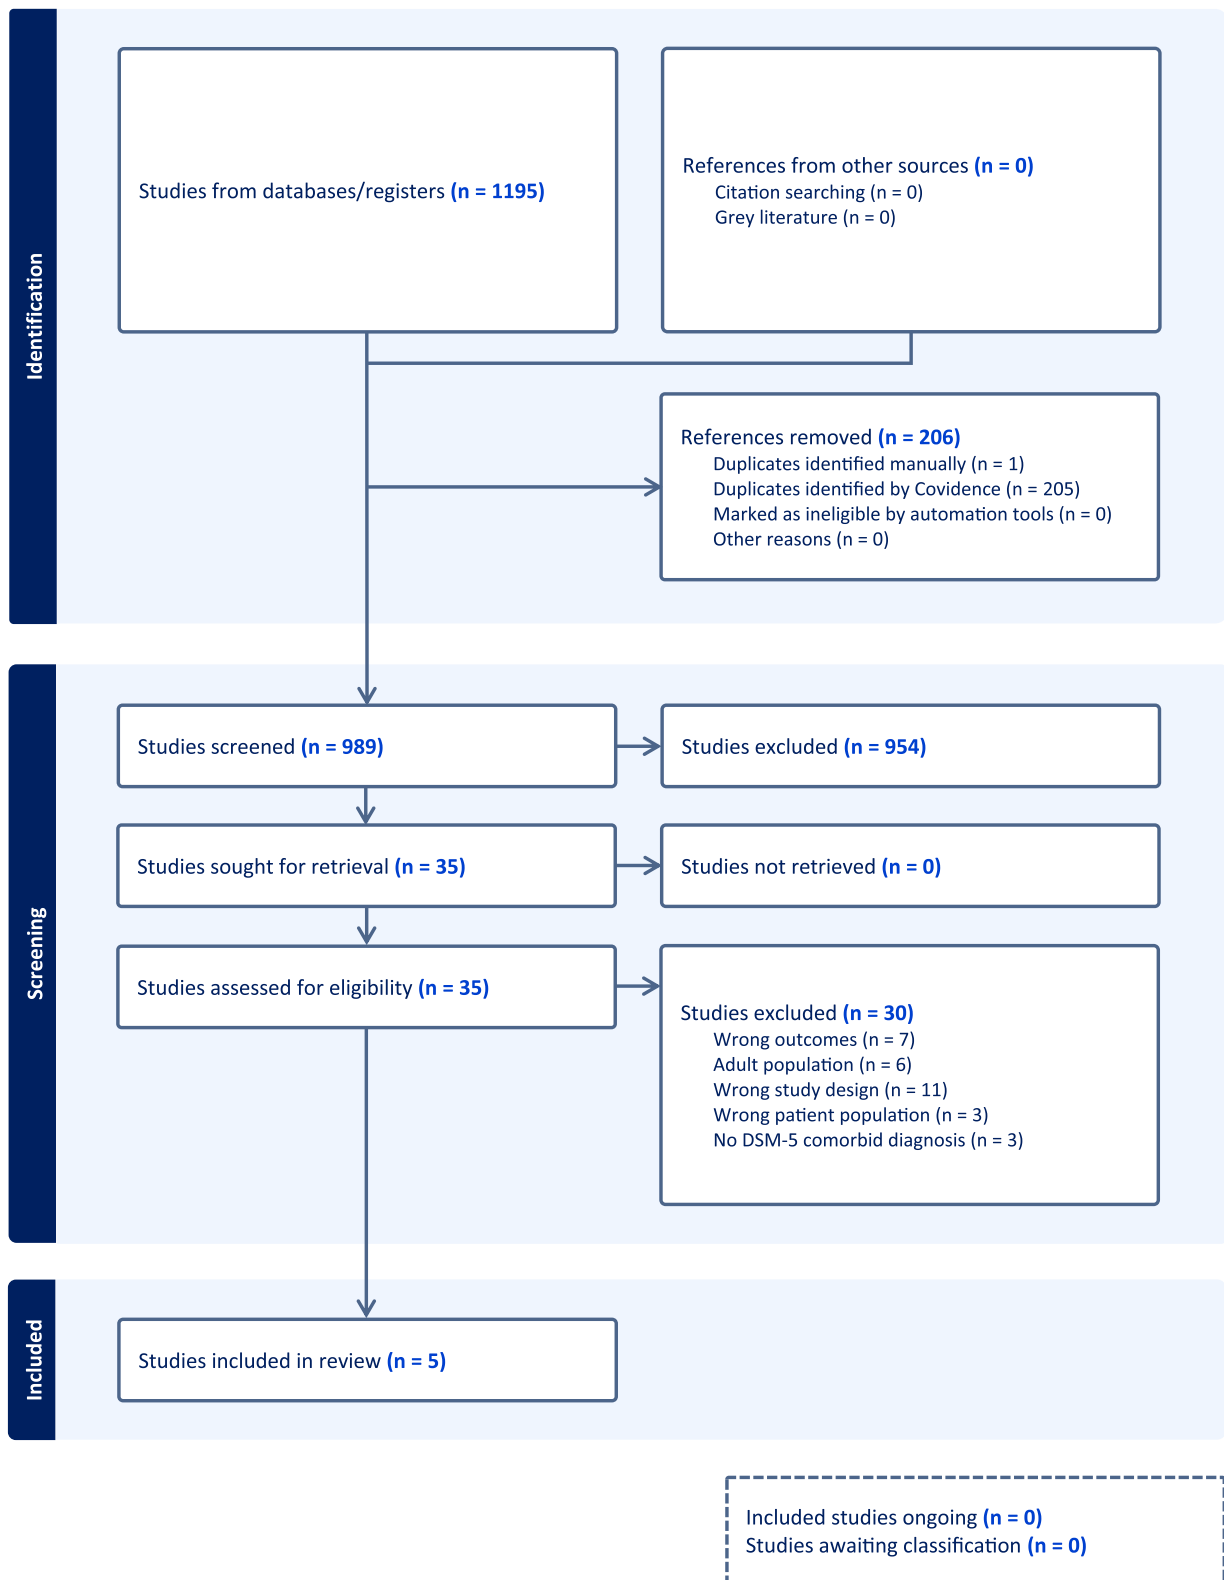 Identification
Studies from databases/registers (n = 1195)
References from other sources (n = 0)
Citation searching (n = 0)
Grey literature (n = 0)
References removed (n = 206)
Duplicates identified manually (n = 1)
Duplicates identified by Covidence (n = 205)
Marked as ineligible by automation tools (n = 0)
Other reasons (n = 0)
Screening
Studies screened (n = 989)
Studies excluded (n = 954)
Studies sought for retrieval (n = 35)
Studies not retrieved (n = 0)
Studies assessed for eligibility (n = 35)
Studies excluded (n = 30)
Wrong outcomes (n = 7)
Adult population (n = 6)
Wrong study design (n = 11)
Wrong patient population (n = 3)
No DSM-5 comorbid diagnosis (n = 3)
Included
Studies included in review (n = 5)
Included studies ongoing (n = 0)
Studies awaiting classification (n = 0)